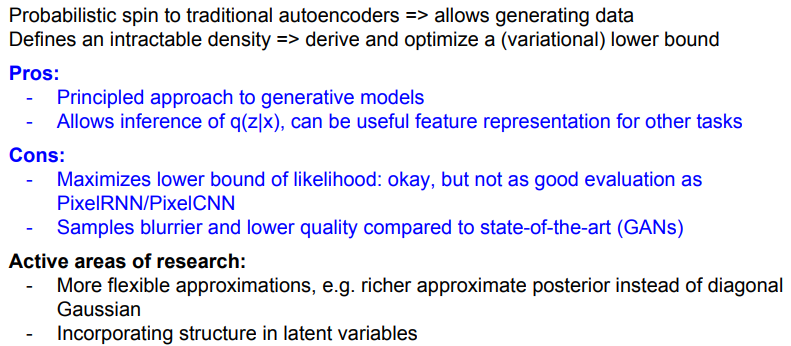 Probabilistic spin to traditional autoencoders => allows generating data
Defines an intractable density => derive and optimize a (variational) lower bound
Pros:
- Principled approach to generative models
- Allows inference of q(z|x), can be useful feature representation for other tasks
Cons:
- Maximizes lower bound of likelihood: okay, but not as good evaluation as
PixelRNN/PixelCNN
- Samples blurrier and lower quality compared to state-of-the-art (GANs)
Active areas of research:
- More flexible approximations, e.g. richer approximate posterior instead of diagonal
Gaussian
- Incorporating structure in latent variables